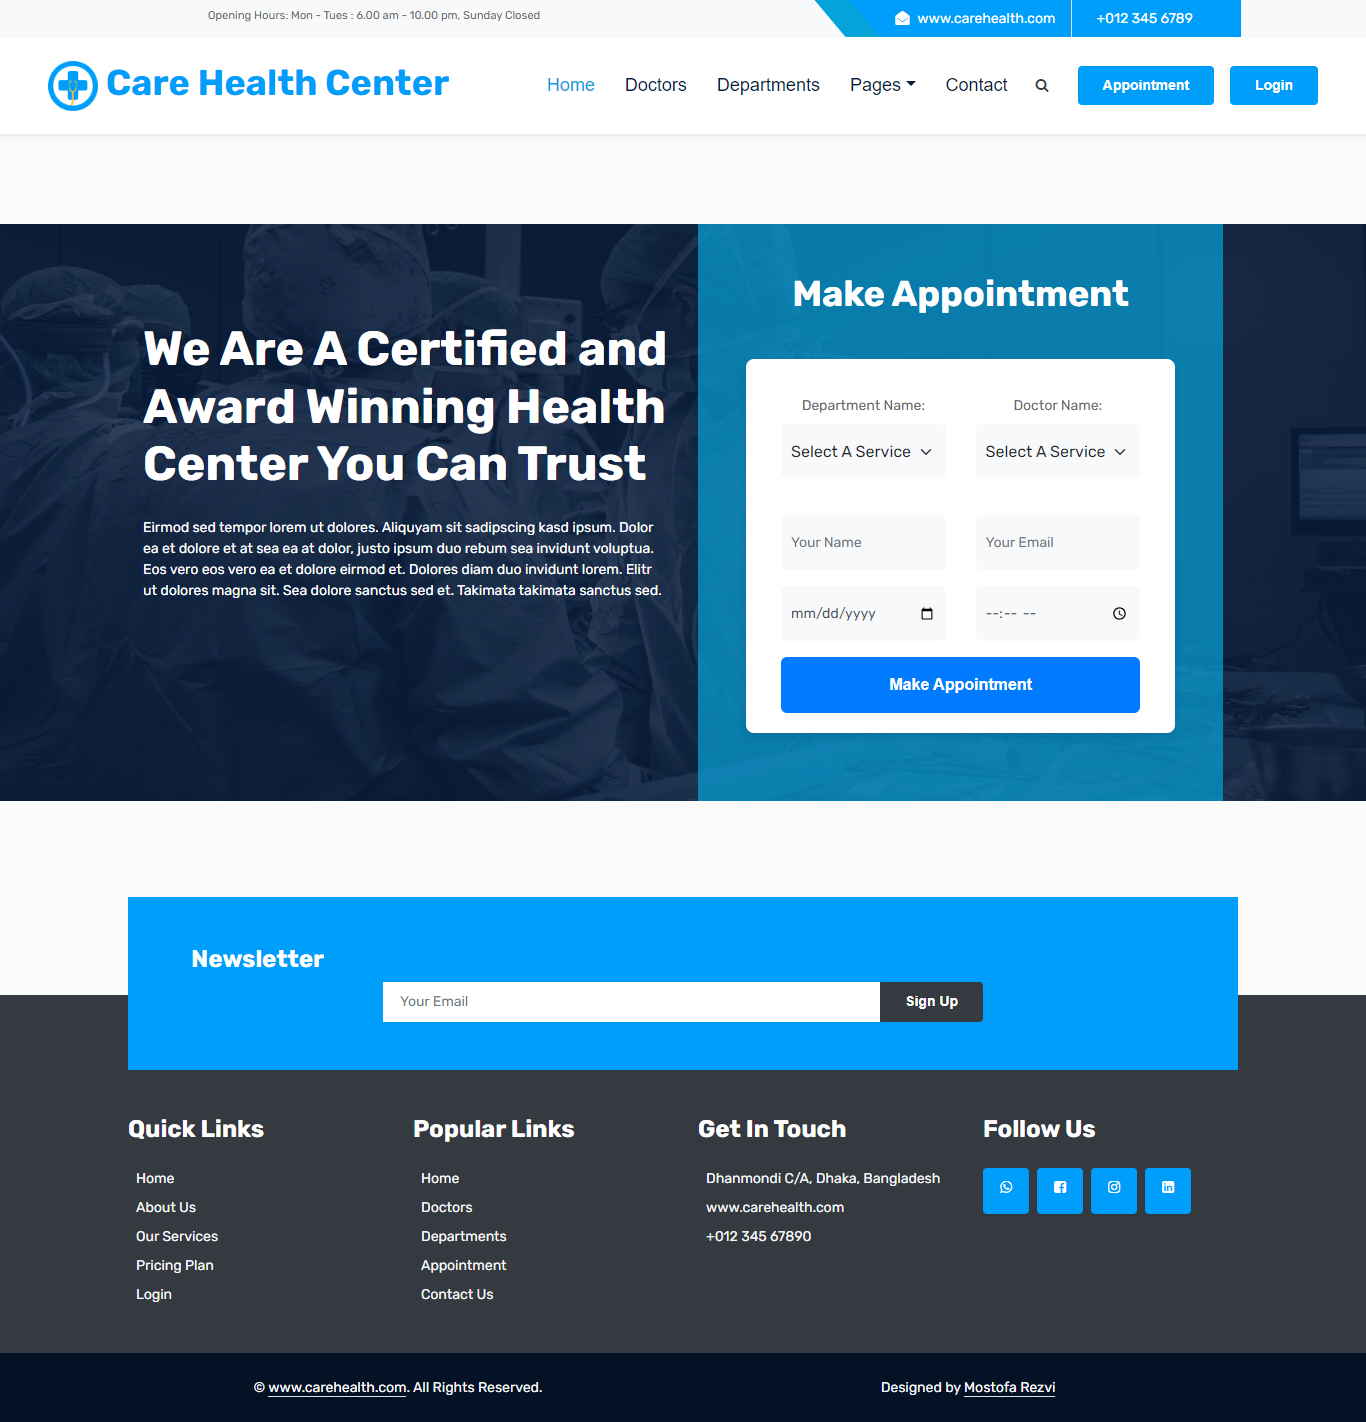 Opening Hours: Mon - Tues : 6.00 am - 10.00 pm, Sunday Closed
www.carehealth.com
+012 345 6789
Care Health Center
Home
Doctors
Departments
Pages
Contact
Appointment
Login
We Are A Certified and
Award Winning Health
Center You Can Trust
Eirmod sed tempor lorem ut dolores. Aliquyam sit sadipscing kasd ipsum. Dolor
ea et dolore et at sea ea at dolor, justo ipsum duo rebum sea invidunt voluptua.
Eos vero eos vero ea et dolore eirmod et. Dolores diam duo invidunt lorem. Elitr
ut dolores magna sit. Sea dolore sanctus sed et. Takimata takimata sanctus sed.
Make Appointment
Department Name:
Doctor Name:
Select A Service
Select A Service
Your Name
Your Email
mm/dd/yyyy
--:-- --
Make Appointment
Newsletter
Your Email
Sign Up
Quick Links
Home
About Us
Our Services
Pricing Plan
Login
Popular Links
Home
Doctors
Departments
Appointment
Contact Us
Get In Touch
Dhanmondi C/A, Dhaka, Bangladesh
www.carehealth.com
+012 345 67890
Follow Us
© www.carehealth.com. All Rights Reserved.
Designed by Mostofa Rezvi